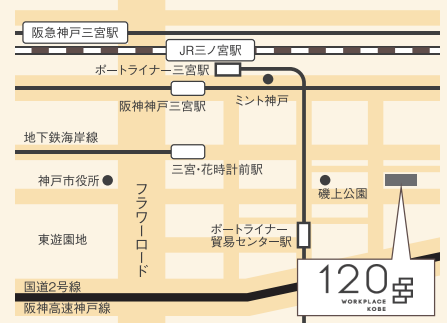 阪急神戸三宮駅
JR三ノ宮駅
ポートライナー三宮駅
ミント神戸
阪神神戸三宮駅
地下鉄海岸線
三宮・花時計前駅
神戸市役所
磯上公園
フラワーロード
東遊園地
ポートライナー
貿易センター駅
国道2号線
阪神高速神戸線
120
WORKPLACE
KOBE